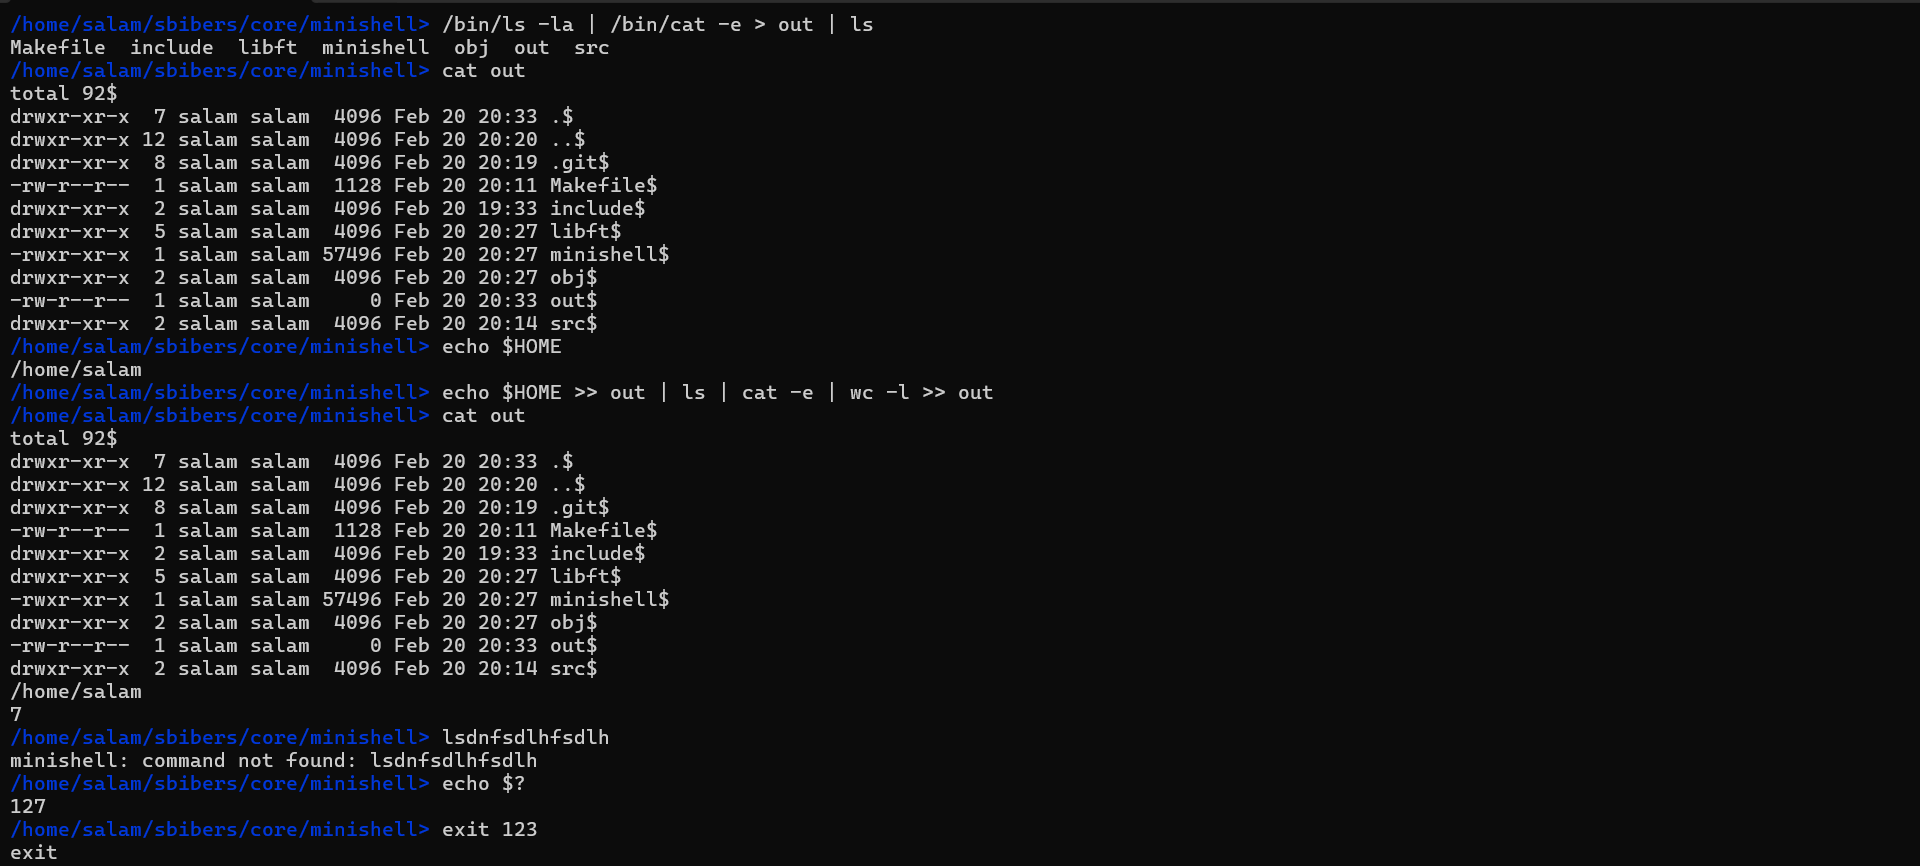 /home/salam/sbibers/core/minishell> /bin/ls -la | /bin/cat -e > out | ls
Makefile  include  libft  minishell  obj  out  src
/home/salam/sbibers/core/minishell> cat out
total 92$
drwxr-xr-x  7 salam salam  4096 Feb 20 20:33 .$
drwxr-xr-x 12 salam salam  4096 Feb 20 20:20 ..$
drwxr-xr-x  8 salam salam  4096 Feb 20 20:19 .git$
-rw-r--r--  1 salam salam  1128 Feb 20 20:11 Makefile$
drwxr-xr-x  2 salam salam  4096 Feb 20 19:33 include$
drwxr-xr-x  5 salam salam  4096 Feb 20 20:27 libft$
-rwxr-xr-x  1 salam salam 57496 Feb 20 20:27 minishell$
drwxr-xr-x  2 salam salam  4096 Feb 20 20:27 obj$
-rw-r--r--  1 salam salam     0 Feb 20 20:33 out$
drwxr-xr-x  2 salam salam  4096 Feb 20 20:14 src$
/home/salam/sbibers/core/minishell> echo $HOME
/home/salam
/home/salam/sbibers/core/minishell> echo $HOME >> out | ls | cat -e | wc -l >> out
/home/salam/sbibers/core/minishell> cat out
total 92$
drwxr-xr-x  7 salam salam  4096 Feb 20 20:33 .$
drwxr-xr-x 12 salam salam  4096 Feb 20 20:20 ..$
drwxr-xr-x  8 salam salam  4096 Feb 20 20:19 .git$
-rw-r--r--  1 salam salam  1128 Feb 20 20:11 Makefile$
drwxr-xr-x  2 salam salam  4096 Feb 20 19:33 include$
drwxr-xr-x  5 salam salam  4096 Feb 20 20:27 libft$
-rwxr-xr-x  1 salam salam 57496 Feb 20 20:27 minishell$
drwxr-xr-x  2 salam salam  4096 Feb 20 20:27 obj$
-rw-r--r--  1 salam salam     0 Feb 20 20:33 out$
drwxr-xr-x  2 salam salam  4096 Feb 20 20:14 src$
/home/salam
7
/home/salam/sbibers/core/minishell> lsdnfsdlhfsdlh
minishell: command not found: lsdnfsdlhfsdlh
/home/salam/sbibers/core/minishell> echo $?
127
/home/salam/sbibers/core/minishell> exit 123
exit